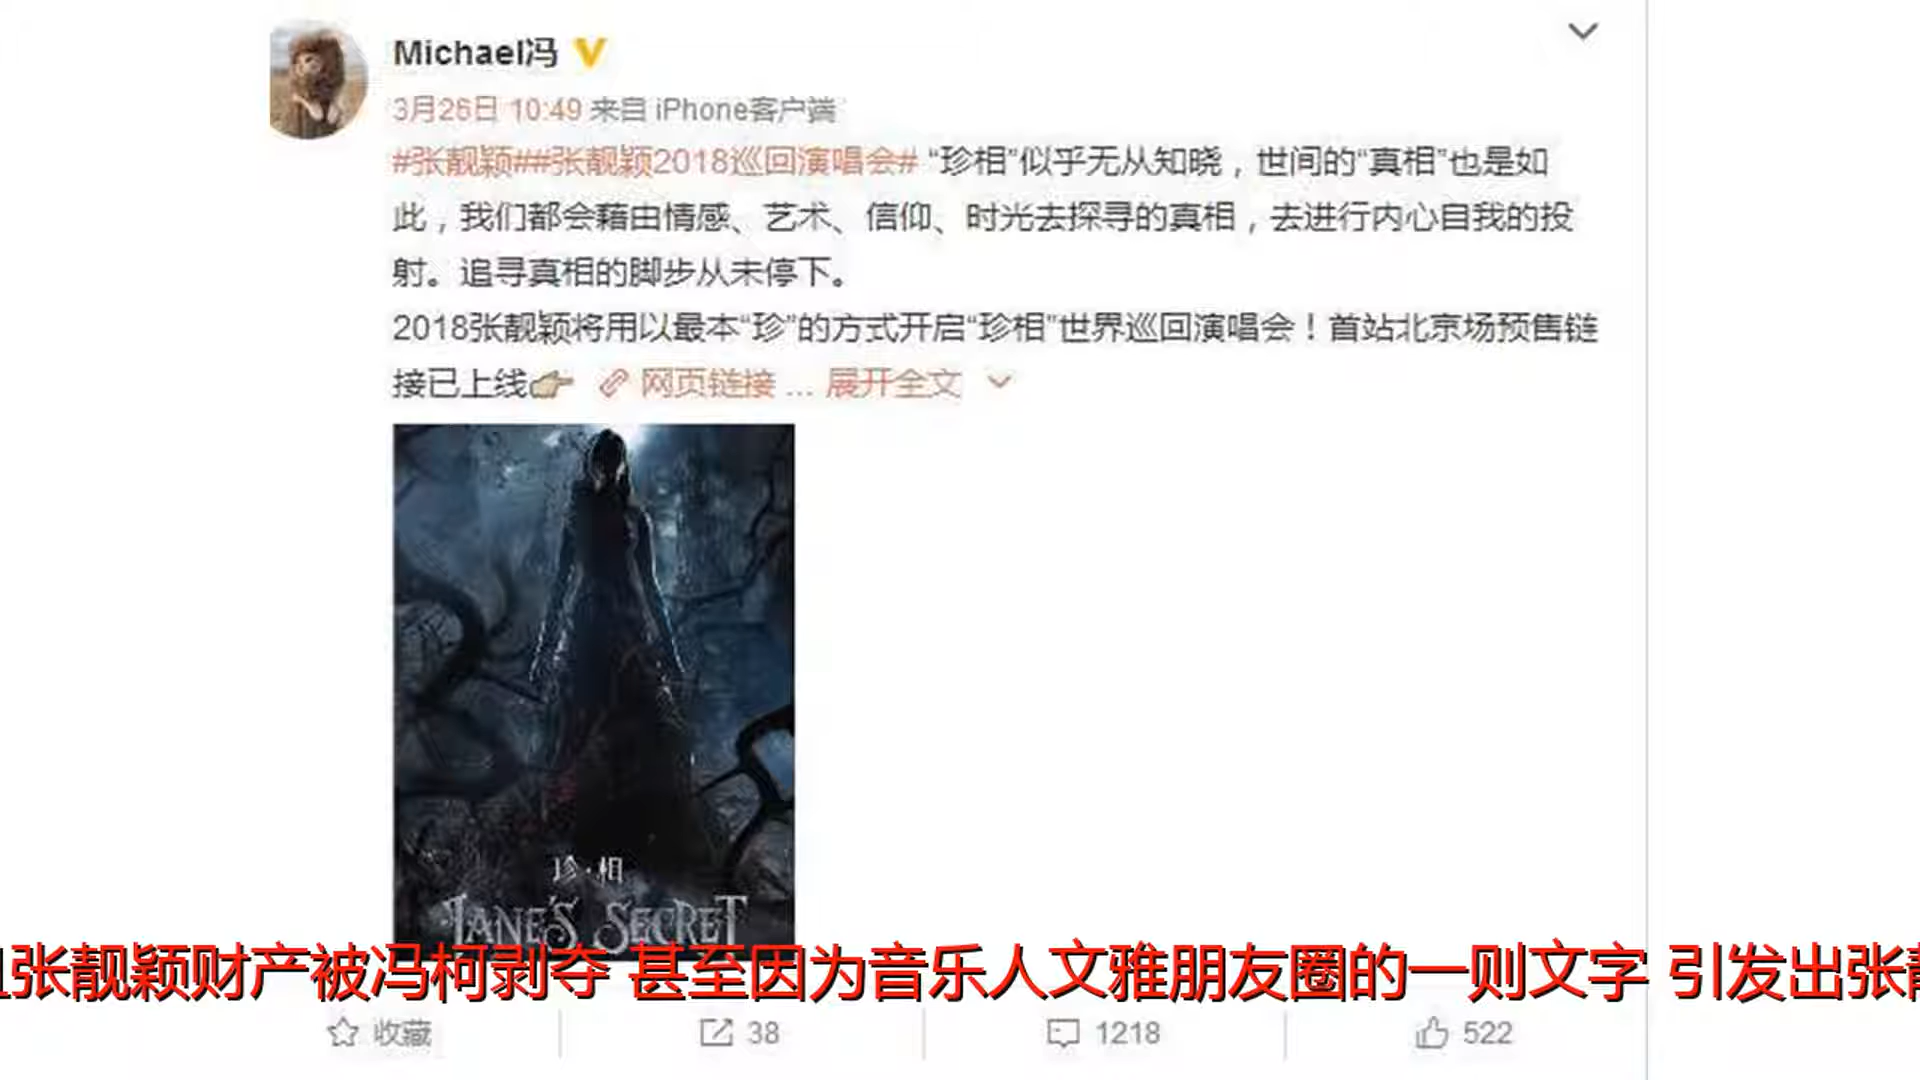 Michael冯
3月26日 10:49 来自 iPhone客户端
#张靓颖##张靓颖2018巡回演唱会# “珍相”似乎无从知晓，世间的“真相”也是如
此，我们都会藉由情感、艺术、信仰、时光去探寻的真相，去进行内心自我的投
射。追寻真相的脚步从未停下。
2018张靓颖将用以最本“珍”的方式开启“珍相”世界巡回演唱会！首站北京场预售链
接已上线👉 网页链接 ... 展开全文
珍·相
JANE'S SECRET
张靓颖财产被冯柯剥夺 甚至因为音乐人文雅朋友圈的一则文字 引发出张
收藏 38 1218 522